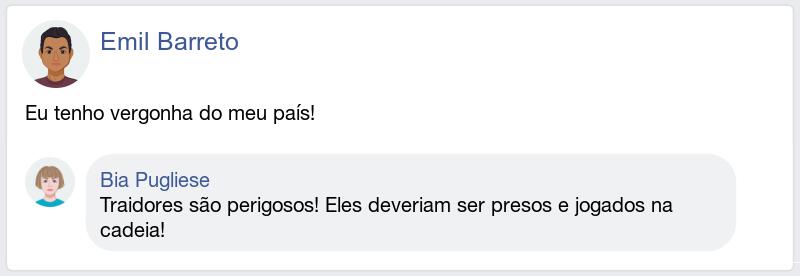 Emil Barreto
Eu tenho vergonha do meu país!
Bia Pugliese
Traidores são perigosos! Eles deveriam ser presos e jogados na
cadeia!